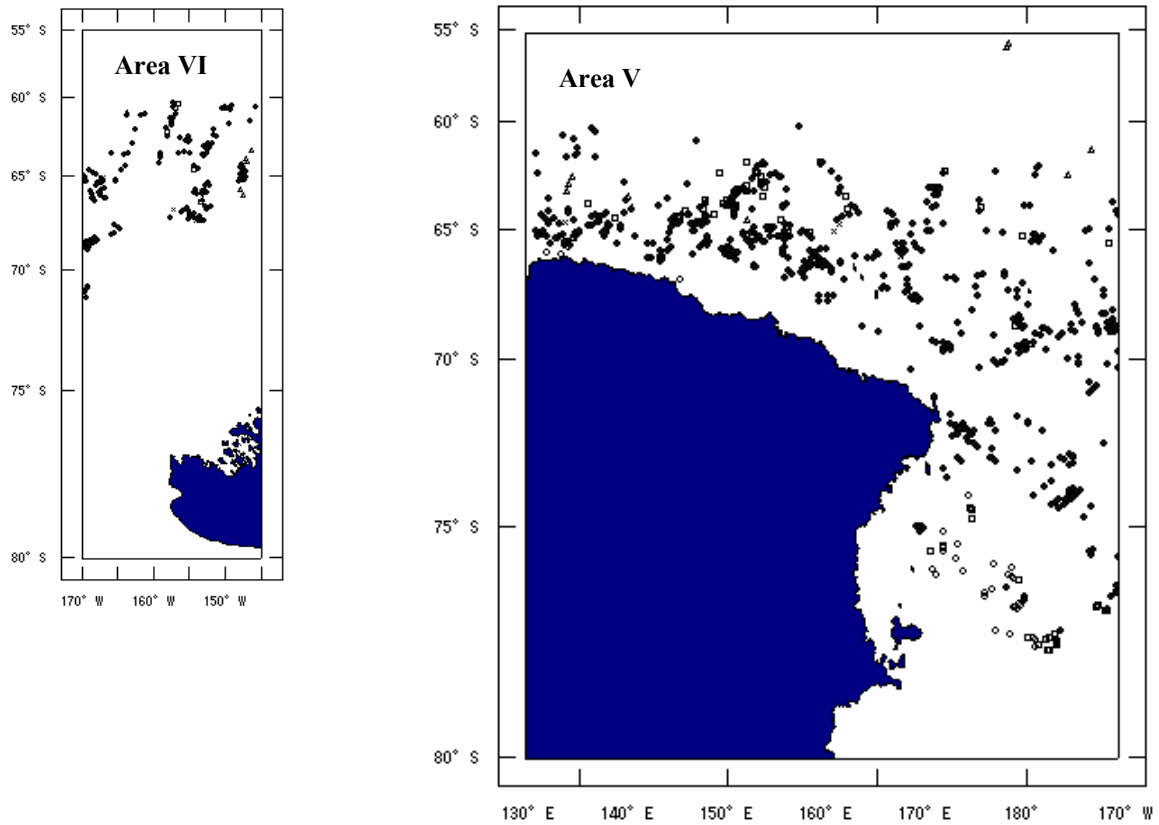 Area VI
55° S
60° S
65° S
70° S
75° S
80° S
170° W 160° W 150° W
Area V
55° S
60° S
65° S
70° S
75° S
80° S
130° E 140° E 150° E 160° E 170° E 180° 170° W